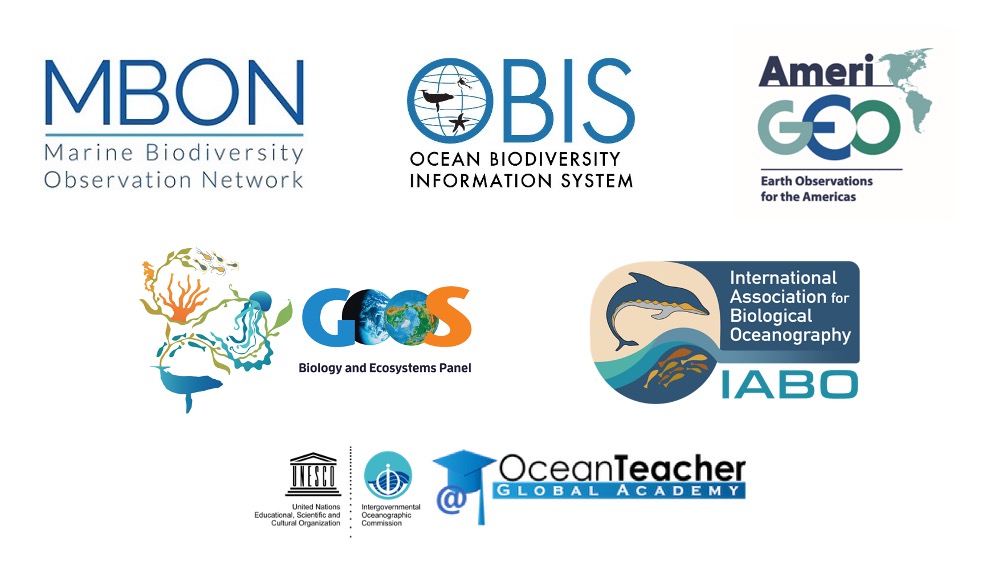 MBON
Marine Biodiversity
Observation Network
OBIS
OCEAN BIODIVERSITY
INFORMATION SYSTEM
Ameri
GEO
Earth Observations
for the Americas
GOOS
Biology and Ecosystems Panel
International
Association for
Biological
Oceanography
IABO
UNESCO
United Nations
Educational, Scientific and
Cultural Organization
Intergovernmental
Oceanographic
Commission
@
OceanTeacher
GLOBAL ACADEMY